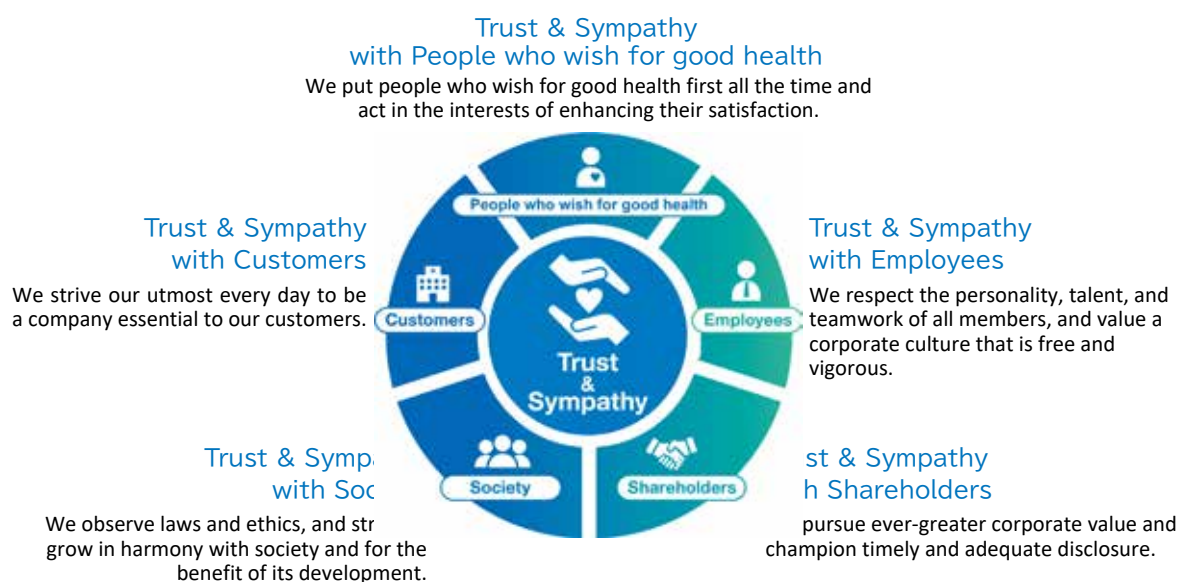 Trust & Sympathy
with People who wish for good health
We put people who wish for good health first all the time and
act in the interests of enhancing their satisfaction.
People who wish for good health
Trust & Sympathy
with Customers
We strive our utmost every day to be
a company essential to our customers.
Customers
Trust
&
Sympathy
Employees
Trust & Sympathy
with Employees
We respect the personality, talent, and
teamwork of all members, and value a
corporate culture that is free and
vigorous.
Trust & Symp
with Soc
We observe laws and ethics, and str
grow in harmony with society and for the
benefit of its development.
Society
Shareholders
st & Sympathy
h Shareholders
pursue ever-greater corporate value and
champion timely and adequate disclosure.